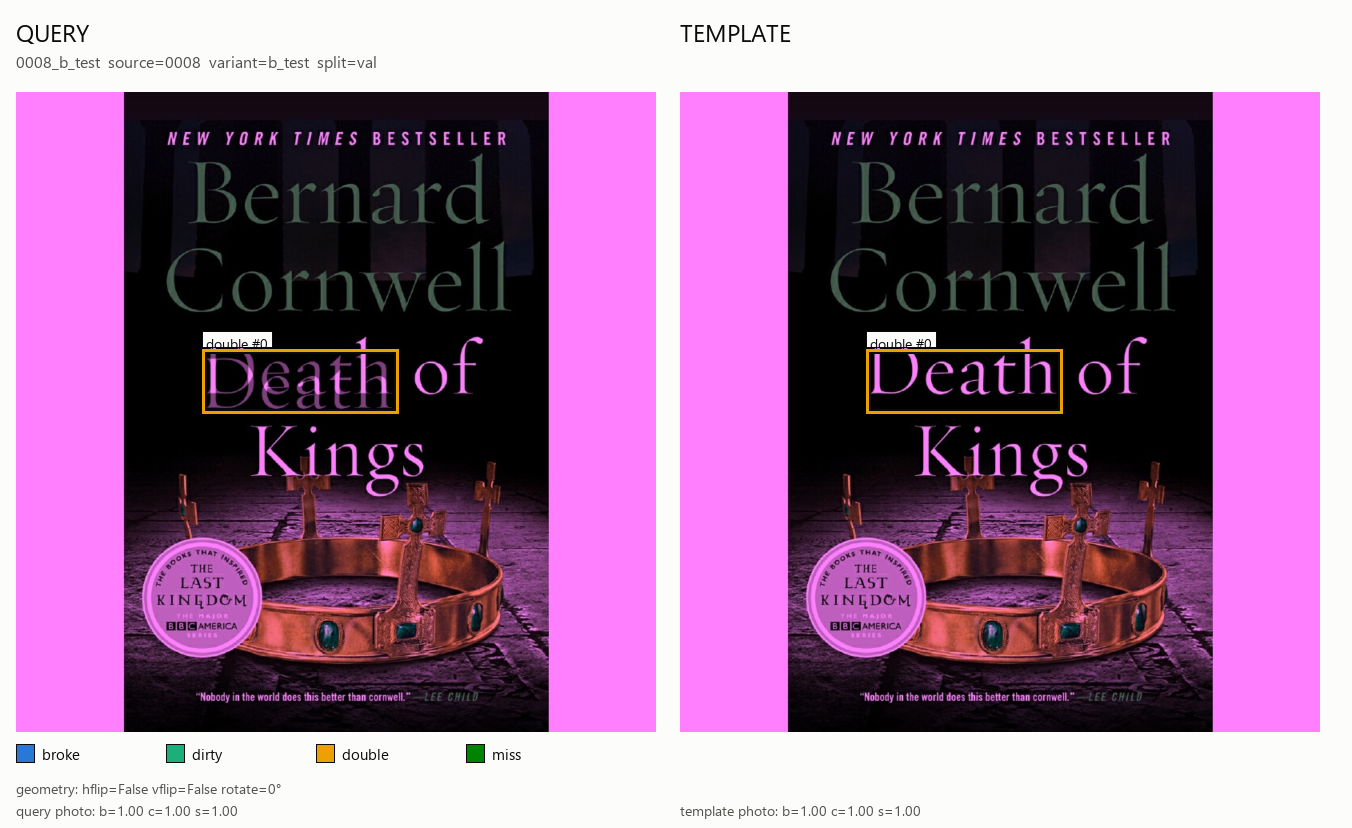 QUERY
0008_b_test source=0008 variant=b_test split=val
NEW YORK TIMES BESTSELLER
Bernard
Cornwell
double #0
Death of
Kings
THE BOOKS THAT INSPIRED
THE
LAST
KINGDOM
THE MAJOR
BBC AMERICA
SERIES
“Nobody in the world does this better than cornwell.” —LEE CHILD
broke
dirty
double
miss
geometry: hflip=False vflip=False rotate=0°
query photo: b=1.00 c=1.00 s=1.00
TEMPLATE
NEW YORK TIMES BESTSELLER
Bernard
Cornwell
double #0
Death of
Kings
THE BOOKS THAT INSPIRED
THE
LAST
KINGDOM
THE MAJOR
BBC AMERICA
SERIES
“Nobody in the world does this better than cornwell.” —LEE CHILD
template photo: b=1.00 c=1.00 s=1.00